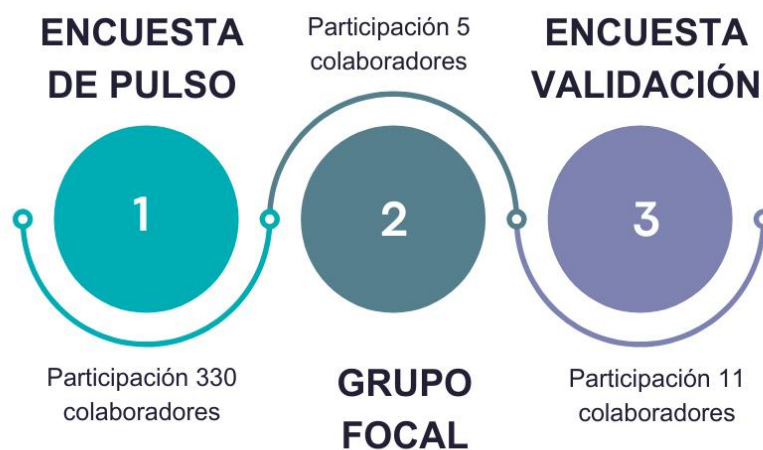 ENCUESTA
DE PULSO
1
Participación 330
colaboradores
Participación 5
colaboradores
2
GRUPO
FOCAL
ENCUESTA
VALIDACIÓN
3
Participación 11
colaboradores